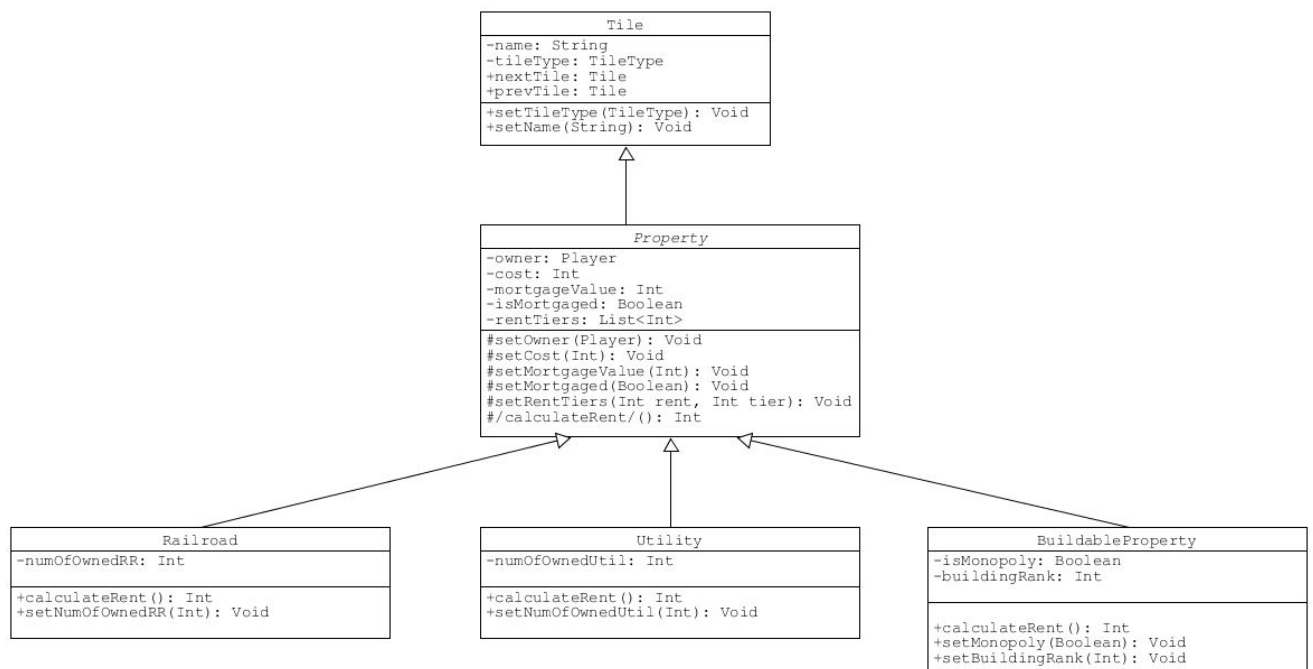 Tile
-name: String
-tileType: TileType
+nextTile: Tile
+prevTile: Tile
+setTileType(TileType): Void
+setName(String): Void
Property
-owner: Player
-cost: Int
-mortgageValue: Int
-isMortgaged: Boolean
-rentTiers: List<Int>
#setOwner(Player): Void
#setCost(Int): Void
#setMortgageValue(Int): Void
#setMortgaged(Boolean): Void
#setRentTiers(Int rent, Int tier): Void
#/calculateRent/(): Int
Railroad
-numOfOwnedRR: Int
+calculateRent(): Int
+setNumOfOwnedRR(Int): Void
Utility
-numOfOwnedUtil: Int
+calculateRent(): Int
+setNumOfOwnedUtil(Int): Void
BuildableProperty
-isMonopoly: Boolean
-buildingRank: Int
+calculateRent(): Int
+setMonopoly(Boolean): Void
+setBuildingRank(Int): Void